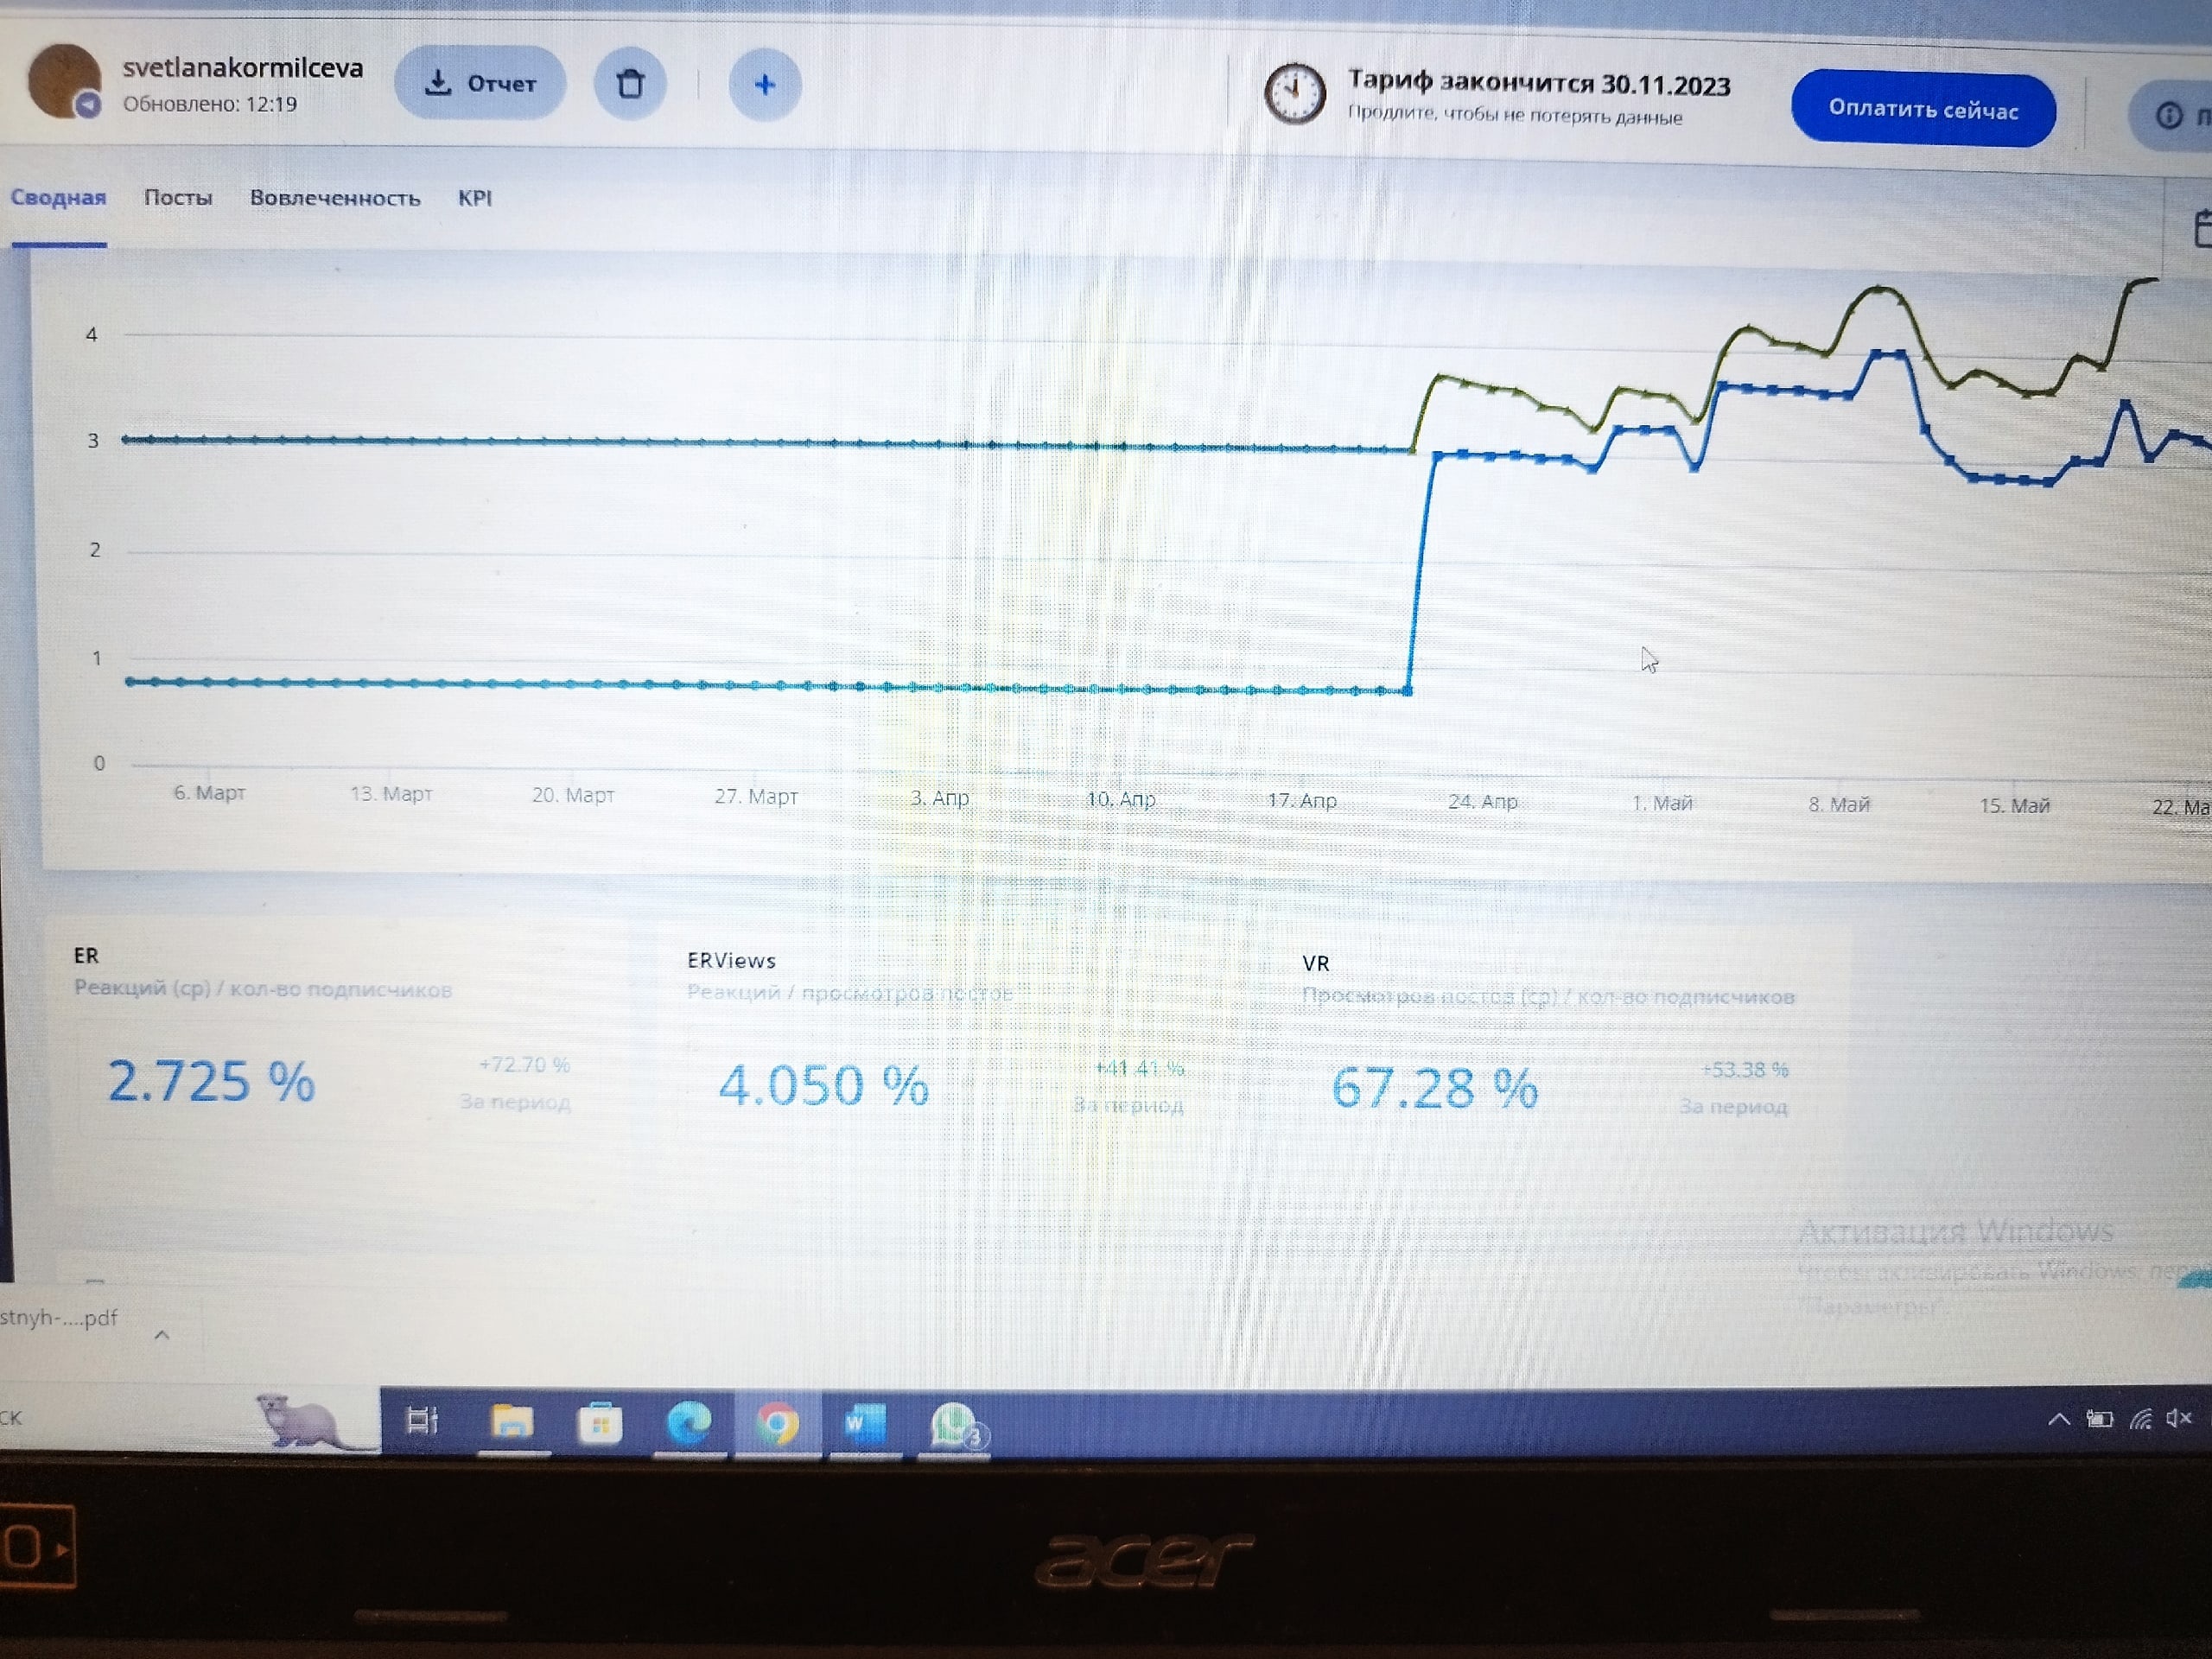 svetlanakormilceva
Обновлено: 12:19
Отчет
Тариф закончится 30.11.2023
Продлите, чтобы не потерять данные
Оплатить сейчас
Сводная Посты Вовлеченность KPI
4
3
2
1
0
6. Март 13. Март 20. Март 27. Март 3. Апр 10. Апр 17. Апр 24. Апр 1. Май 8. Май 15. Май 22. Ма
ER
Реакций (ср) / кол-во подписчиков
2.725 %
+72.70 %
За период
ERViews
Реакций / просмотров постов
4.050 %
+41.41 %
За период
VR
Просмотров постов (ср) / кол-во подписчиков
67.28 %
+53.38 %
За период
Активация Windows
Чтобы активировать Windows, пере
"Параметры".
stnyh-....pdf
ск
W
3
acer